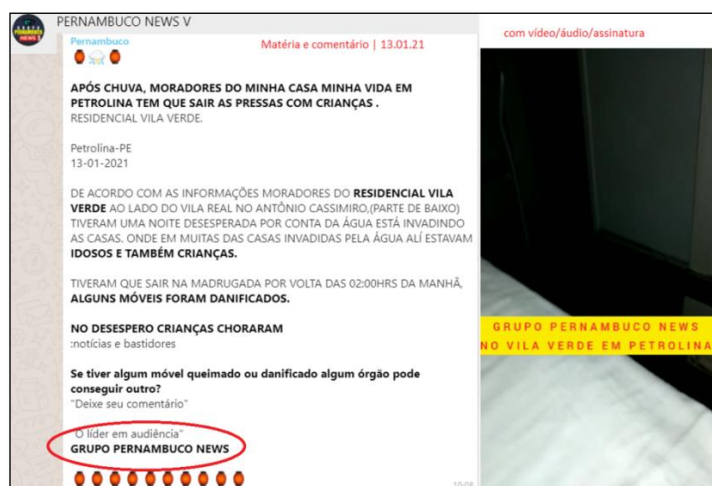 PERNAMBUCO NEWS V
Pernambuco
Matéria e comentário | 13.01.21
com vídeo/áudio/assinatura
APÓS CHUVA, MORADORES DO MINHA CASA MINHA VIDA EM
PETROLINA TEM QUE SAIR AS PRESSAS COM CRIANÇAS .
RESIDENCIAL VILA VERDE.
Petrolina-PE
13-01-2021
DE ACORDO COM AS INFORMAÇÕES MORADORES DO RESIDENCIAL VILA
VERDE AO LADO DO VILA REAL NO ANTÔNIO CASSIMIRO,(PARTE DE BAIXO)
TIVERAM UMA NOITE DESESPERADA POR CONTA DA ÁGUA ESTÁ INVADINDO
AS CASAS. ONDE EM MUITAS DAS CASAS INVADIDAS PELA ÁGUA ALÍ ESTAVAM
IDOSOS E TAMBÉM CRIANÇAS.
TIVERAM QUE SAIR NA MADRUGADA POR VOLTA DAS 02:00HRS DA MANHÃ,
ALGUNS MÓVEIS FORAM DANIFICADOS.
NO DESESPERO CRIANÇAS CHORARAM
:notícias e bastidores
Se tiver algum móvel queimado ou danificado algum órgão pode
conseguir outro?
"Deixe seu comentário"
"O líder em audiência"
GRUPO PERNAMBUCO NEWS
10:08
GRUPO PERNAMBUCO NEWS
NO VILA VERDE EM PETROLINA